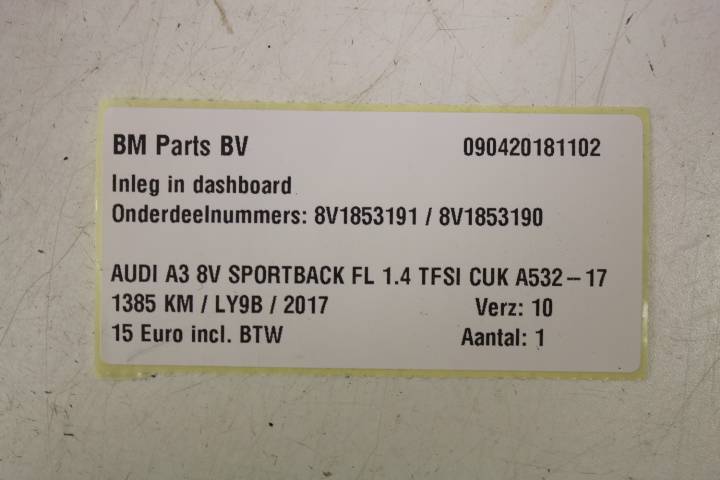 BM Parts BV 090420181102
Inleg in dashboard
Onderdeelnummers: 8V1853191 / 8V1853190
AUDI A3 8V SPORTBACK FL 1.4 TFSI CUK A532-17
1385 KM / LY9B / 2017 Verz: 10
15 Euro incl. BTW Aantal: 1